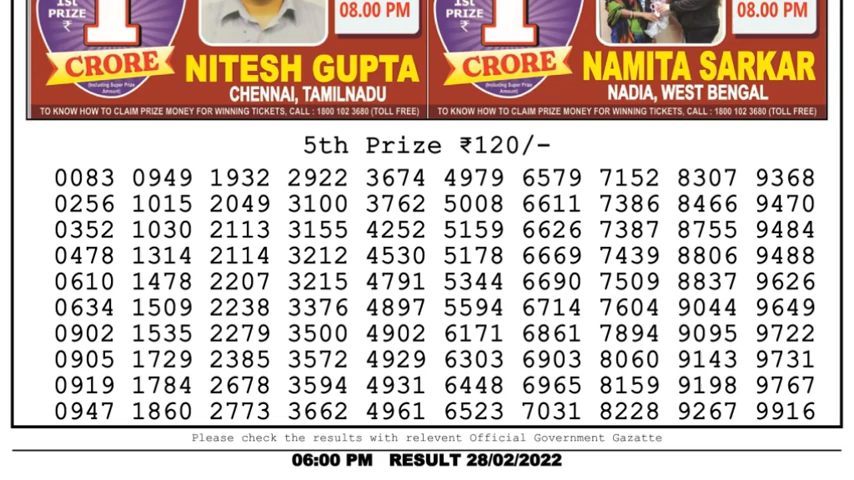 1st
PRIZE
₹
1
CRORE
(Including Super Prize
Amount)
08.00 PM
NITESH GUPTA
CHENNAI, TAMILNADU
TO KNOW HOW TO CLAIM PRIZE MONEY FOR WINNING TICKETS, CALL : 1800 102 3680 (TOLL FREE)
1st
PRIZE
₹
1
CRORE
(Including Super Prize
Amount)
08.00 PM
NAMITA SARKAR
NADIA, WEST BENGAL
TO KNOW HOW TO CLAIM PRIZE MONEY FOR WINNING TICKETS, CALL : 1800 102 3680 (TOLL FREE)
5th Prize ₹120/-
0083 0949 1932 2922 3674 4979 6579 7152 8307 9368
0256 1015 2049 3100 3762 5008 6611 7386 8466 9470
0352 1030 2113 3155 4252 5159 6626 7387 8755 9484
0478 1314 2114 3212 4530 5178 6669 7439 8806 9488
0610 1478 2207 3215 4791 5344 6690 7509 8837 9626
0634 1509 2238 3376 4897 5594 6714 7604 9044 9649
0902 1535 2279 3500 4902 6171 6861 7894 9095 9722
0905 1729 2385 3572 4929 6303 6903 8060 9143 9731
0919 1784 2678 3594 4931 6448 6965 8159 9198 9767
0947 1860 2773 3662 4961 6523 7031 8228 9267 9916
Please check the results with relevent Official Government Gazatte
06:00 PM RESULT 28/02/2022